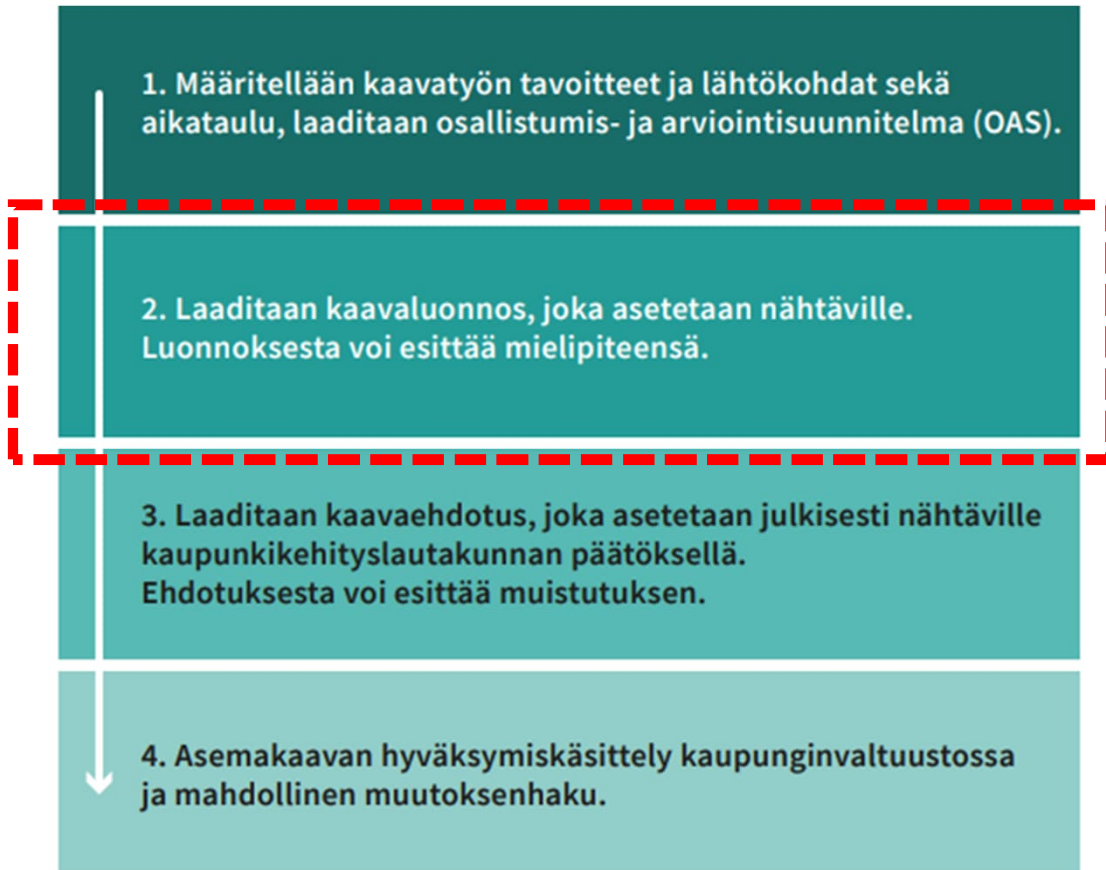 1. Määritellään kaavatyön tavoitteet ja lähtökohdat sekä
aikataulu, laaditaan osallistumis- ja arviointisuunnitelma (OAS).
2. Laaditaan kaavaluonnos, joka asetetaan nähtäville.
Luonnoksesta voi esittää mielipiteensä.
3. Laaditaan kaavaehdotus, joka asetetaan julkisesti nähtäville
kaupunkikehityslautakunnan päätöksellä.
Ehdotuksesta voi esittää muistutuksen.
4. Asemakaavan hyväksymiskäsittely kaupunginvaltuustossa
ja mahdollinen muutoksenhaku.